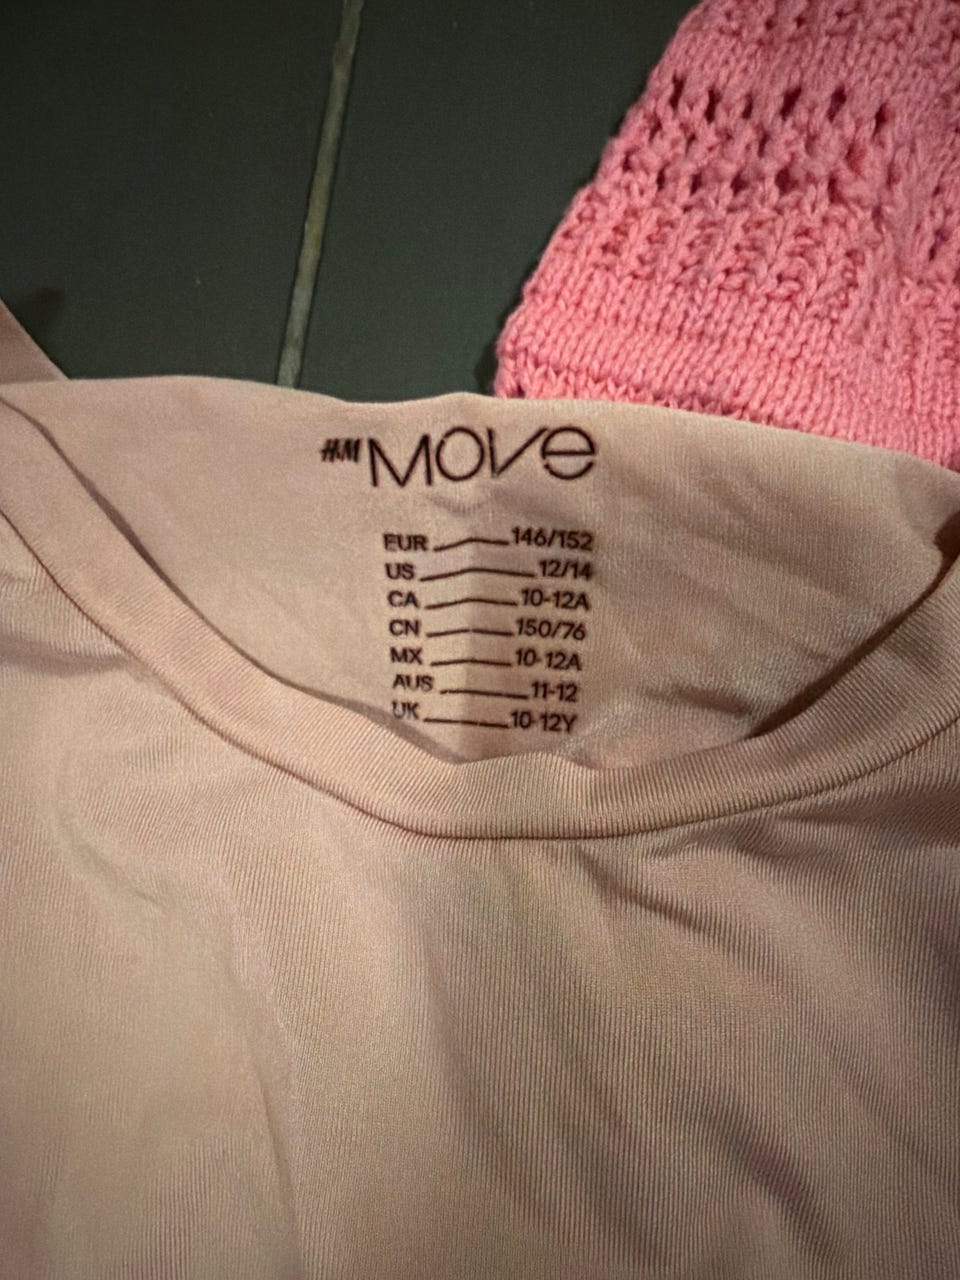 H&M MOVE
EUR 146/152
US 12/14
CA 10-12A
CN 150/76
MX 10-12A
AUS 11-12
UK 10-12Y